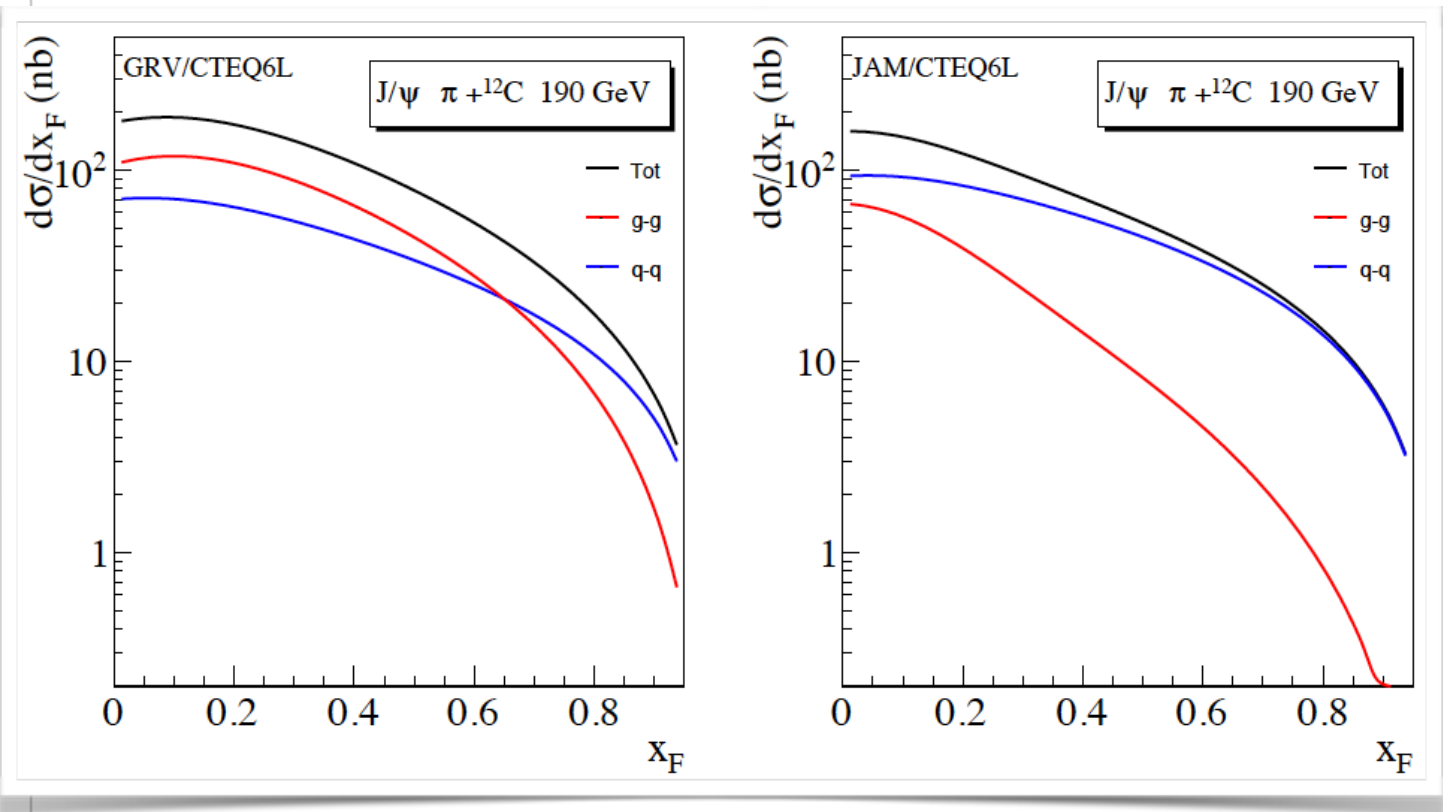 GRV/CTEQ6L
J/ψ π +¹²C 190 GeV
dσ/dx_F (nb)
Tot
g-g
q-q
10²
10
1
0 0.2 0.4 0.6 0.8
x_F
JAM/CTEQ6L
J/ψ π +¹²C 190 GeV
dσ/dx_F (nb)
Tot
g-g
q-q
10²
10
1
0 0.2 0.4 0.6 0.8
x_F